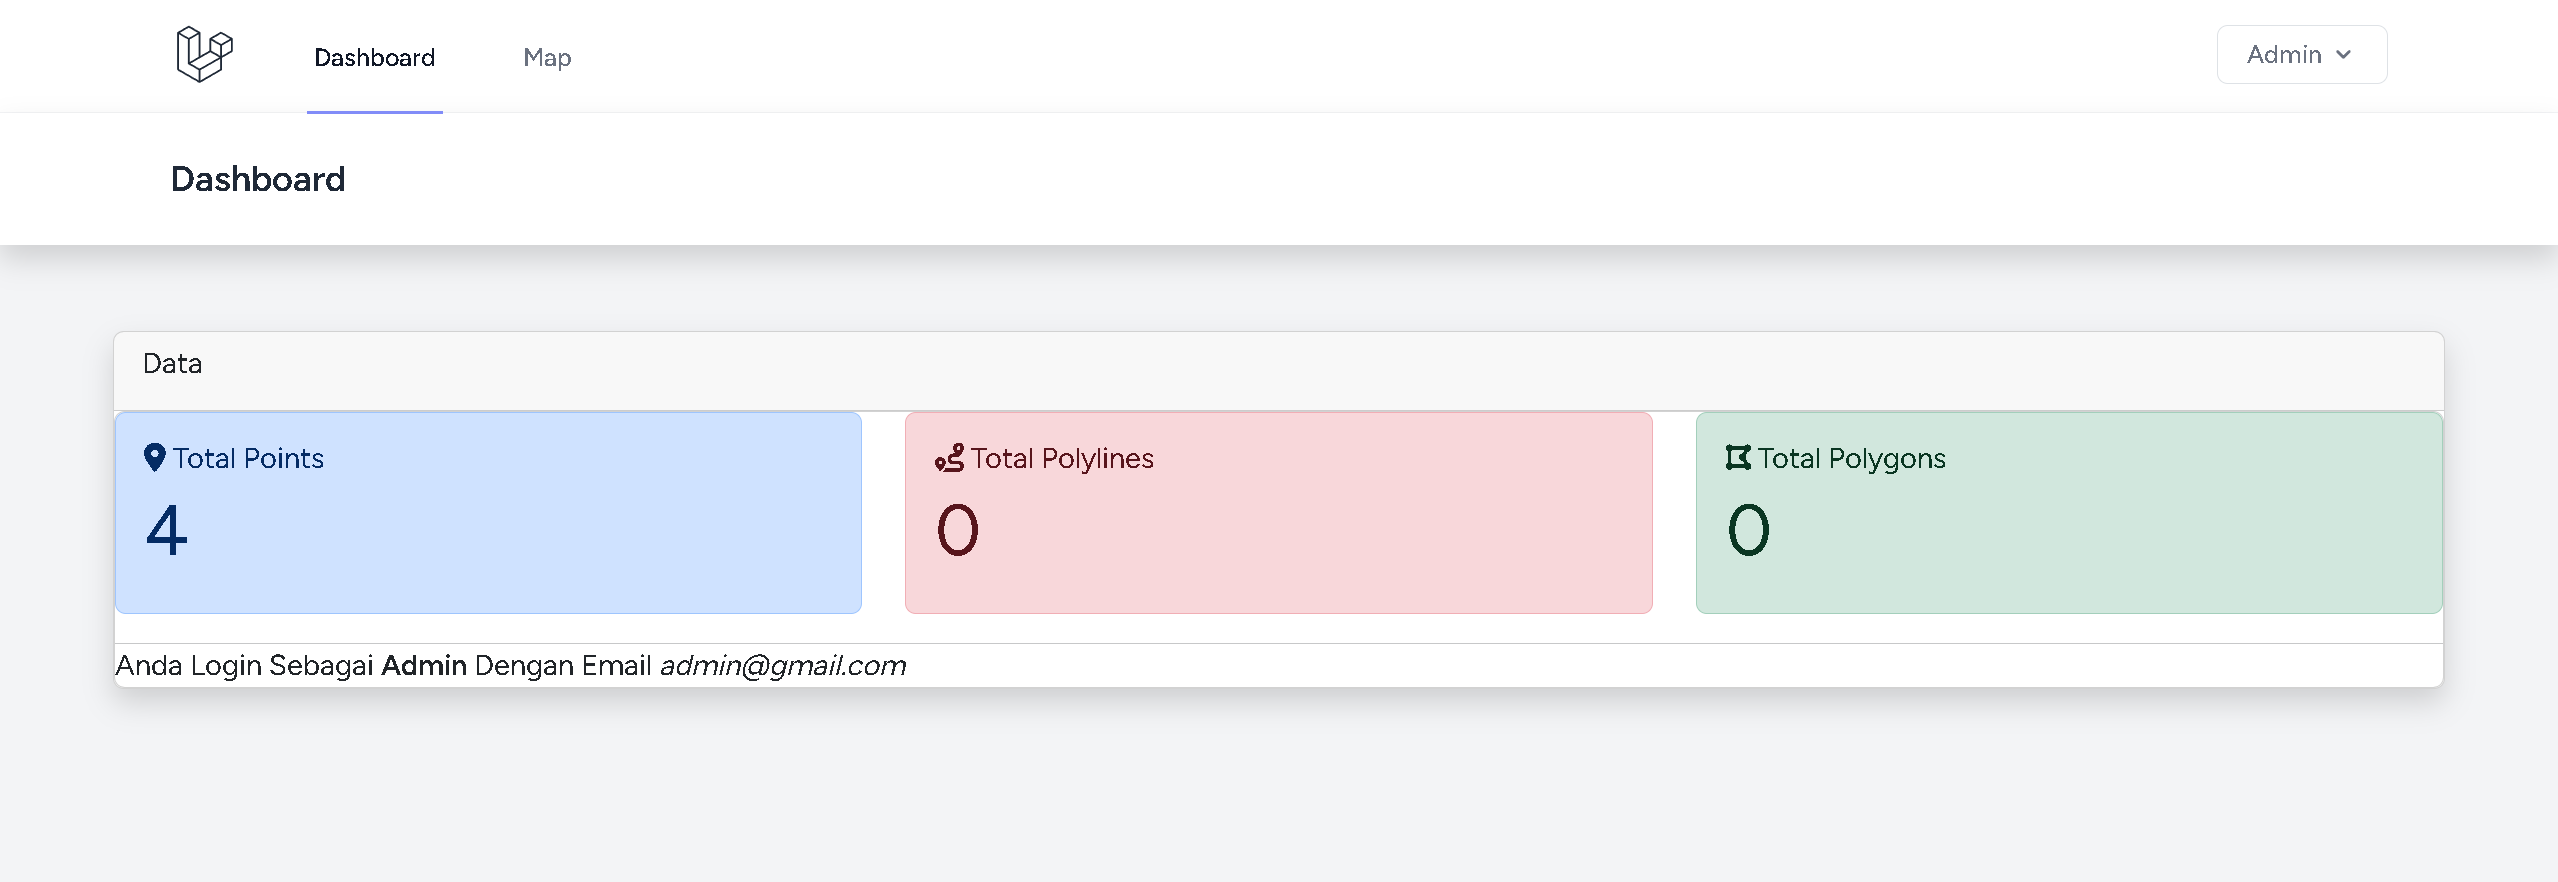 Dashboard Map Admin
Dashboard
Data
Total Points
4
Total Polylines
0
Total Polygons
0
Anda Login Sebagai Admin Dengan Email admin@gmail.com